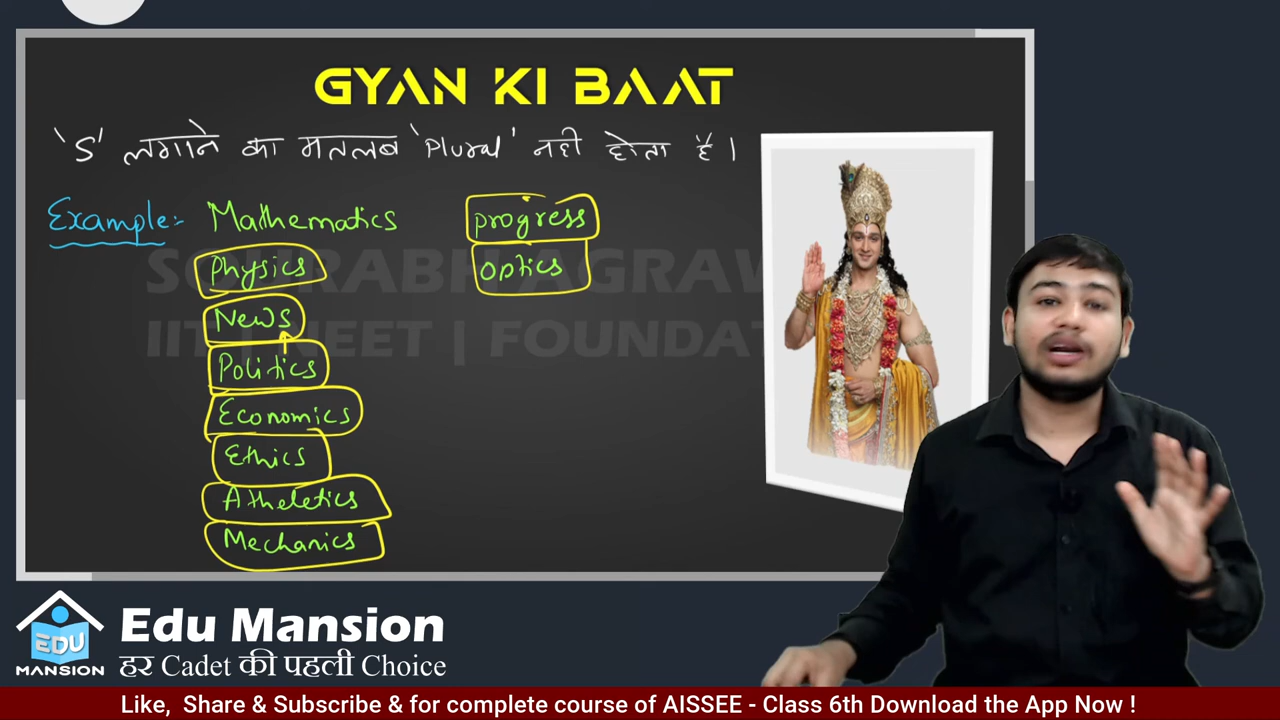 GYAN KI BAAT
'S' लगाने का मतलब 'Plural' नही होता है ।
Example:- Mathematics
Physics
News
Politics
Economics
Ethics
Atheletics
Mechanics
progress
optics
EDU
MANSION
Edu Mansion
हर Cadet की पहली Choice
Like, Share & Subscribe & for complete course of AISSEE - Class 6th Download the App Now !